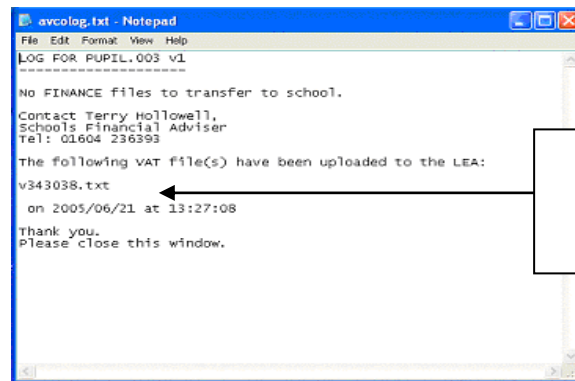 avcolog.txt - Notepad
File Edit Format View Help
LOG FOR PUPIL.003 v1
--------------------
No FINANCE files to transfer to school.
Contact Terry Hollowell,
Schools Financial Adviser
Tel: 01604 236393
The following VAT file(s) have been uploaded to the LEA:
v343038.txt
on 2005/06/21 at 13:27:08
Thank you.
Please close this window.